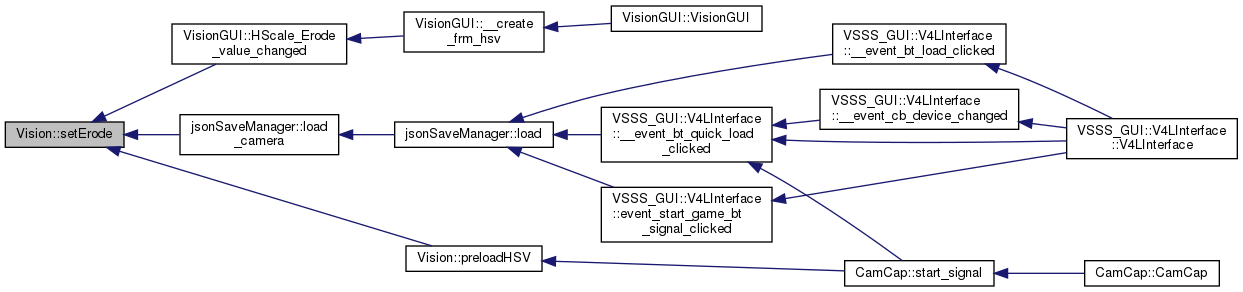 Vision::setErode
VisionGUI::HScale_Erode
_value_changed
VisionGUI::__create
_frm_hsv
VisionGUI::VisionGUI
jsonSaveManager::load
_camera
jsonSaveManager::load
VSSS_GUI::V4LInterface
::__event_bt_load_clicked
VSSS_GUI::V4LInterface
::__event_bt_quick_load
_clicked
VSSS_GUI::V4LInterface
::__event_cb_device_changed
VSSS_GUI::V4LInterface
::V4LInterface
VSSS_GUI::V4LInterface
::event_start_game_bt
_signal_clicked
Vision::preloadHSV
CamCap::start_signal
CamCap::CamCap